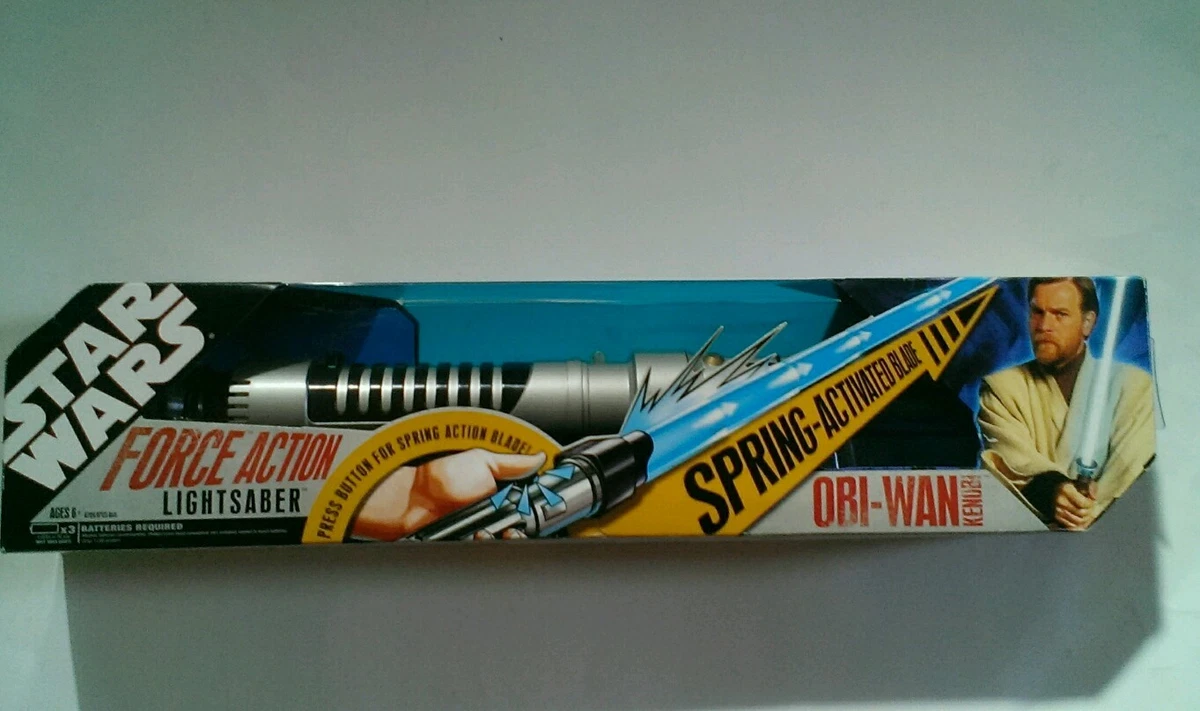 STAR
WARS
FORCE ACTION
LIGHTSABER
AGES 6+
x3
BATTERIES REQUIRED
PRESS BUTTON FOR SPRING ACTION BLADE!
SPRING-ACTIVATED BLADE
OBI-WAN
KENOBI